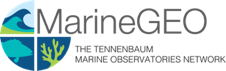 MarineGEO
THE TENNENBAUM
MARINE OBSERVATORIES NETWORK